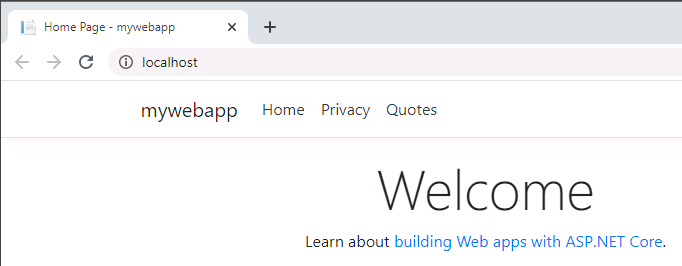 Home Page - mywebapp
localhost
mywebapp Home Privacy Quotes
Welcome
Learn about building Web apps with ASP.NET Core.